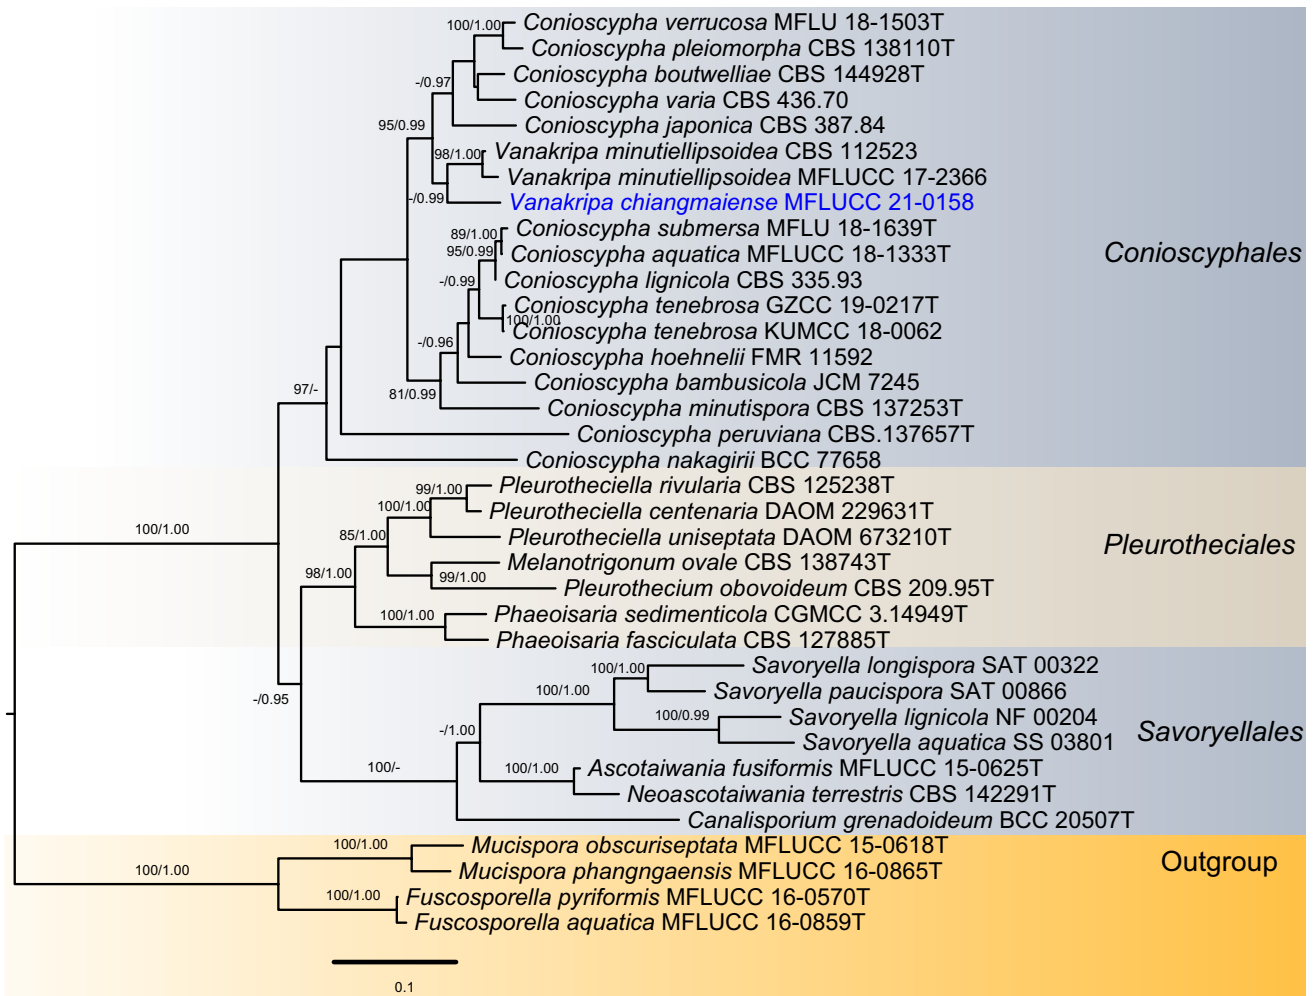 100/1.00
Conioscypha verrucosa MFLU 18-1503T
Conioscypha pleiomorpha CBS 138110T
-/0.97
Conioscypha boutwelliae CBS 144928T
Conioscypha varia CBS 436.70
95/0.99
Conioscypha japonica CBS 387.84
98/1.00
Vanakripa minutiellipsoidea CBS 112523
Vanakripa minutiellipsoidea MFLUCC 17-2366
-/0.99
Vanakripa chiangmaiense MFLUCC 21-0158
89/1.00
Conioscypha submersa MFLU 18-1639T
95/0.99
Conioscypha aquatica MFLUCC 18-1333T
Conioscyphales
-/0.99
Conioscypha lignicola CBS 335.93
Conioscypha tenebrosa GZCC 19-0217T
100/1.00
Conioscypha tenebrosa KUMCC 18-0062
-/0.96
Conioscypha hoehnelii FMR 11592
Conioscypha bambusicola JCM 7245
97/-
81/0.99
Conioscypha minutispora CBS 137253T
Conioscypha peruviana CBS.137657T
Conioscypha nakagirii BCC 77658
99/1.00
Pleurotheciella rivularia CBS 125238T
100/1.00
Pleurotheciella centenaria DAOM 229631T
100/1.00
85/1.00
Pleurotheciella uniseptata DAOM 673210T
Pleurotheciales
Melanotrigonum ovale CBS 138743T
98/1.00
99/1.00
Pleurothecium obovoideum CBS 209.95T
100/1.00
Phaeoisaria sedimenticola CGMCC 3.14949T
Phaeoisaria fasciculata CBS 127885T
100/1.00
Savoryella longispora SAT 00322
-/0.95
100/1.00
Savoryella paucispora SAT 00866
100/0.99
Savoryella lignicola NF 00204
-/1.00
Savoryella aquatica SS 03801
Savoryellales
100/-
100/1.00
Ascotaiwania fusiformis MFLUCC 15-0625T
Neoascotaiwania terrestris CBS 142291T
Canalisporium grenadoideum BCC 20507T
100/1.00
Mucispora obscuriseptata MFLUCC 15-0618T
Outgroup
100/1.00
Mucispora phangngaensis MFLUCC 16-0865T
100/1.00
Fuscosporella pyriformis MFLUCC 16-0570T
Fuscosporella aquatica MFLUCC 16-0859T
0.1